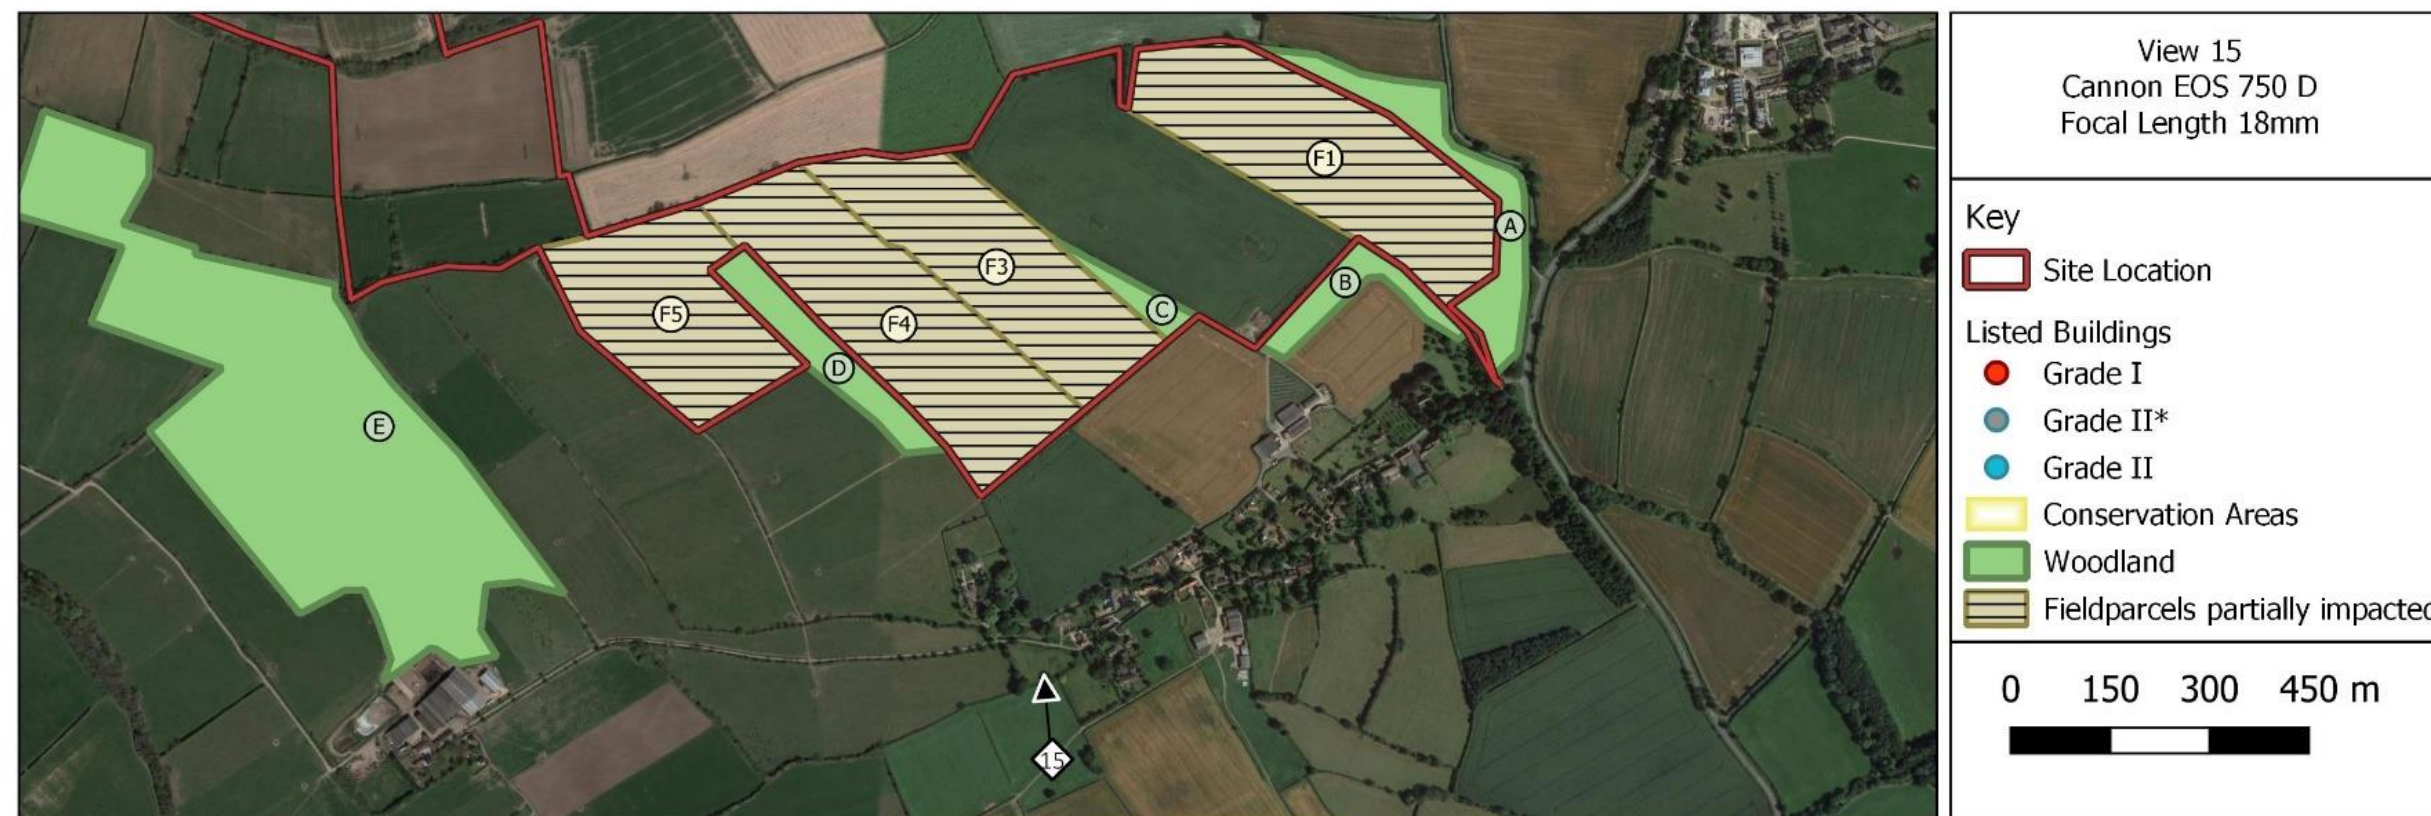 View 15
Cannon EOS 750 D
Focal Length 18mm
Key
Site Location
Listed Buildings
Grade I
Grade II*
Grade II
Conservation Areas
Woodland
Fieldparcels partially impacted
0 150 300 450 m
F1
A
F3
B
C
F5
F4
D
E
15